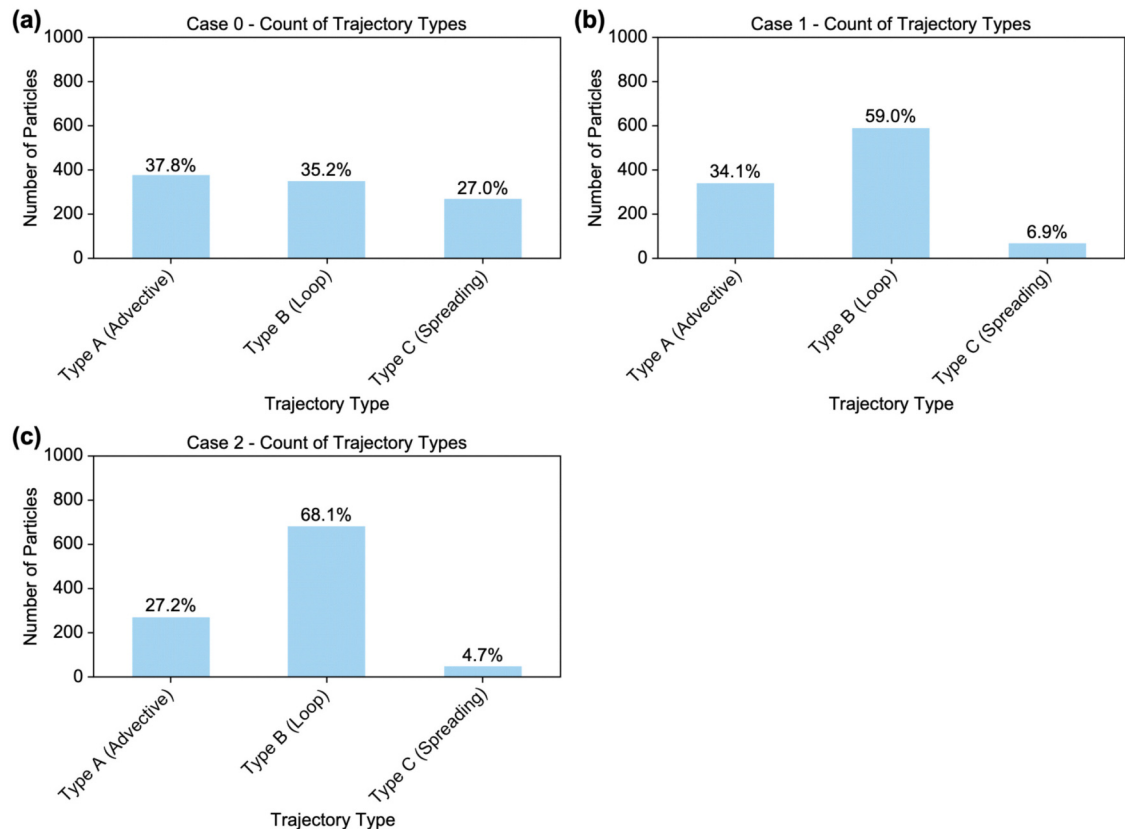 (a)
Case 0 - Count of Trajectory Types
1000
800
600
400
200
0
Number of Particles
37.8%
35.2%
27.0%
Type A (Advective)
Type B (Loop)
Type C (Spreading)
Trajectory Type
(b)
Case 1 - Count of Trajectory Types
1000
800
600
400
200
0
Number of Particles
34.1%
59.0%
6.9%
Type A (Advective)
Type B (Loop)
Type C (Spreading)
Trajectory Type
(c)
Case 2 - Count of Trajectory Types
1000
800
600
400
200
0
Number of Particles
27.2%
68.1%
4.7%
Type A (Advective)
Type B (Loop)
Type C (Spreading)
Trajectory Type